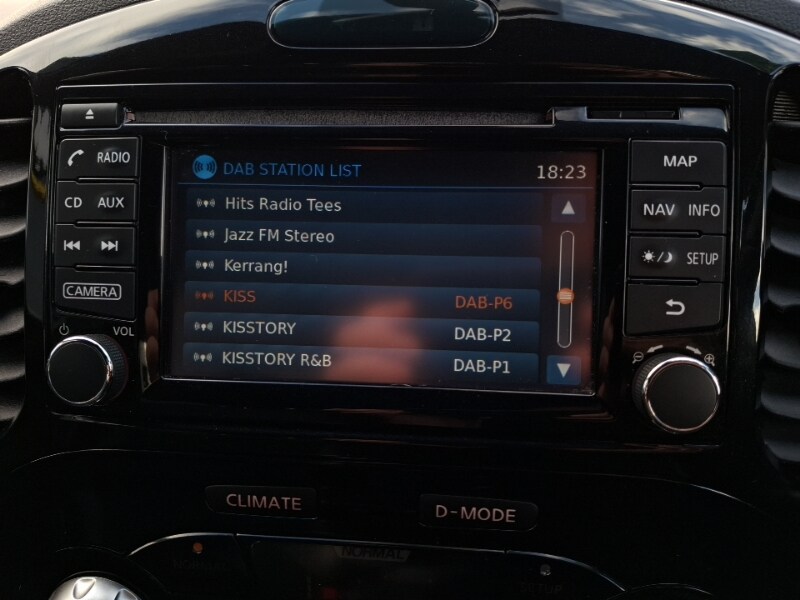 DAB STATION LIST 18:23
Hits Radio Tees
Jazz FM Stereo
Kerrang!
KISS DAB-P6
KISSTORY DAB-P2
KISSTORY R&B DAB-P1
RADIO
CD AUX
CAMERA
VOL
MAP
NAV INFO
SETUP
CLIMATE
D-MODE
NORMAL